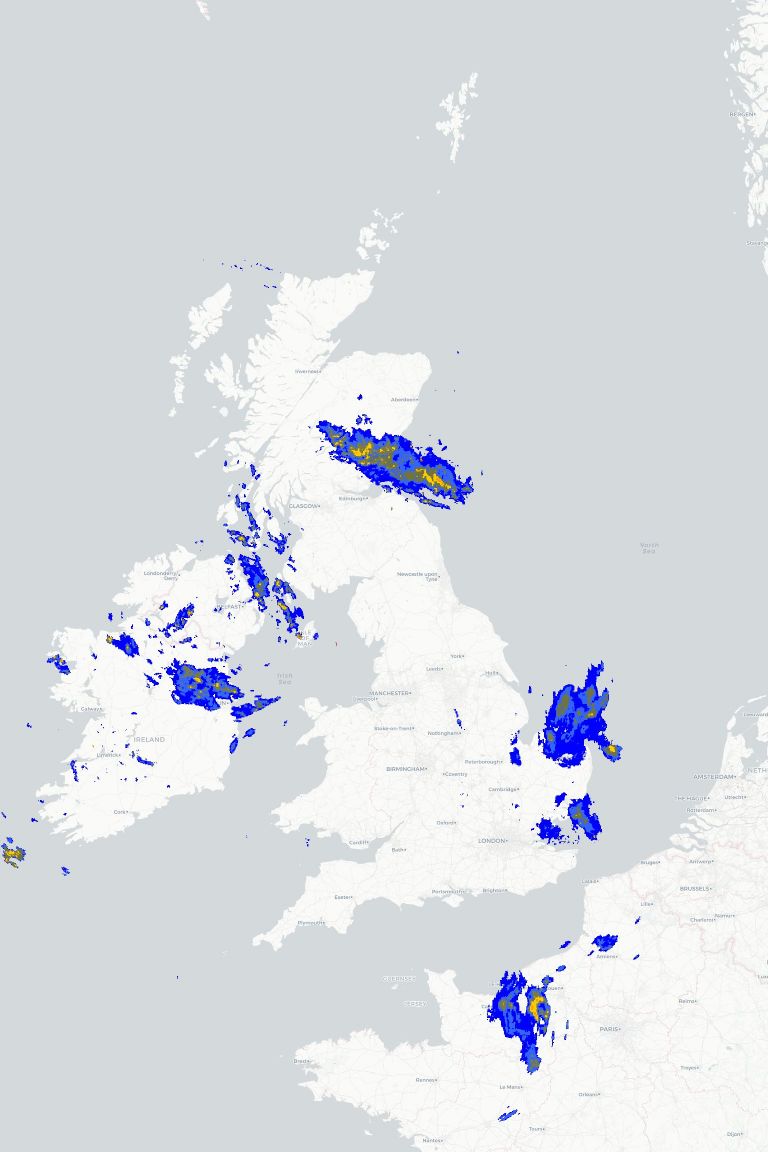 BERGEN
Inverness
Aberdeen
Edinburgh
GLASGOW
North
Sea
Londonderry/
Derry
Newcastle upon
Tyne
BELFAST
ISLE OF
MAN
York
Leeds
Hull
Irish
Sea
MANCHESTER
Liverpool
Galway
Stoke-on-Trent
Nottingham
IRELAND
Limerick
Peterborough
BIRMINGHAM
Coventry
AMSTERDAM
Cambridge
THE HAGUE
Utrecht
Rotterdam
Cork
Oxford
LONDON
Cardiff
Bath
Bruges
Antwerp
Calais
BRUSSELS
Exeter
Portsmouth
Brighton
Lille
Charleroi
Namur
Plymouth
Amiens
GUERNSEY
JERSEY
Reims
PARIS
Brest
Rennes
Troyes
Le Mans
Orléans
Tours
Nantes
Dijon